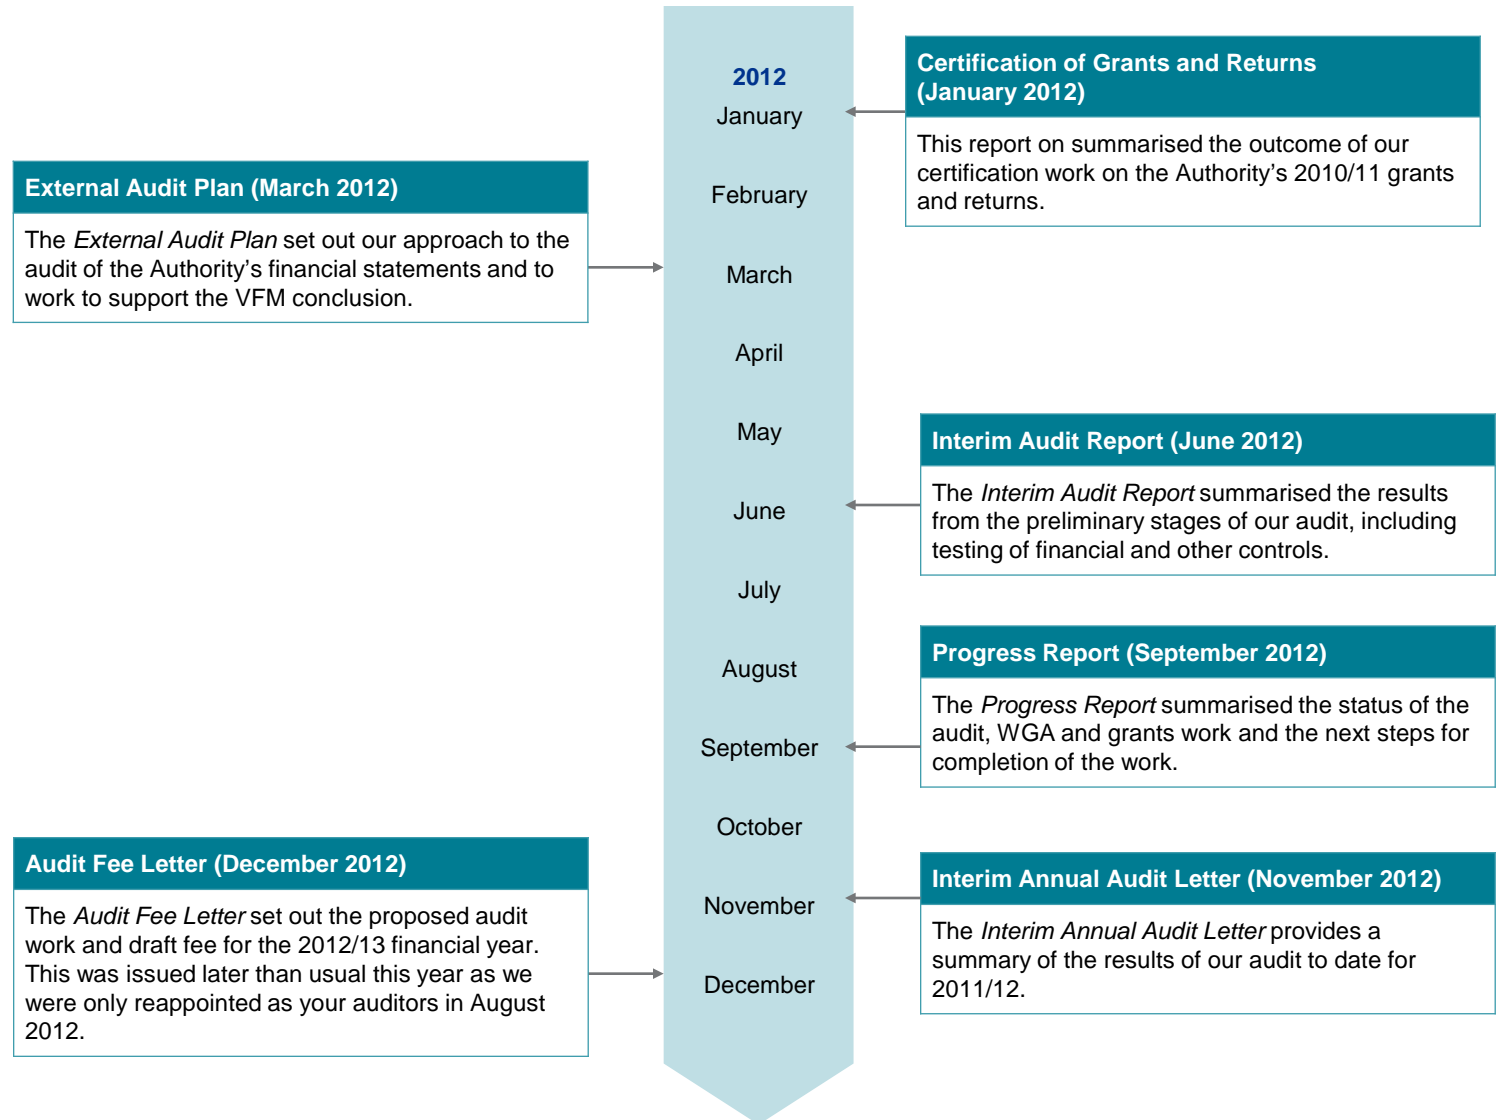 2012
January
February
March
April
May
June
July
August
September
October
November
December
Certification of Grants and Returns
(January 2012)
This report on summarised the outcome of our
certification work on the Authority’s 2010/11 grants
and returns.
External Audit Plan (March 2012)
The External Audit Plan set out our approach to the
audit of the Authority’s financial statements and to
work to support the VFM conclusion.
Interim Audit Report (June 2012)
The Interim Audit Report summarised the results
from the preliminary stages of our audit, including
testing of financial and other controls.
Progress Report (September 2012)
The Progress Report summarised the status of the
audit, WGA and grants work and the next steps for
completion of the work.
Interim Annual Audit Letter (November 2012)
The Interim Annual Audit Letter provides a
summary of the results of our audit to date for
2011/12.
Audit Fee Letter (December 2012)
The Audit Fee Letter set out the proposed audit
work and draft fee for the 2012/13 financial year.
This was issued later than usual this year as we
were only reappointed as your auditors in August
2012.